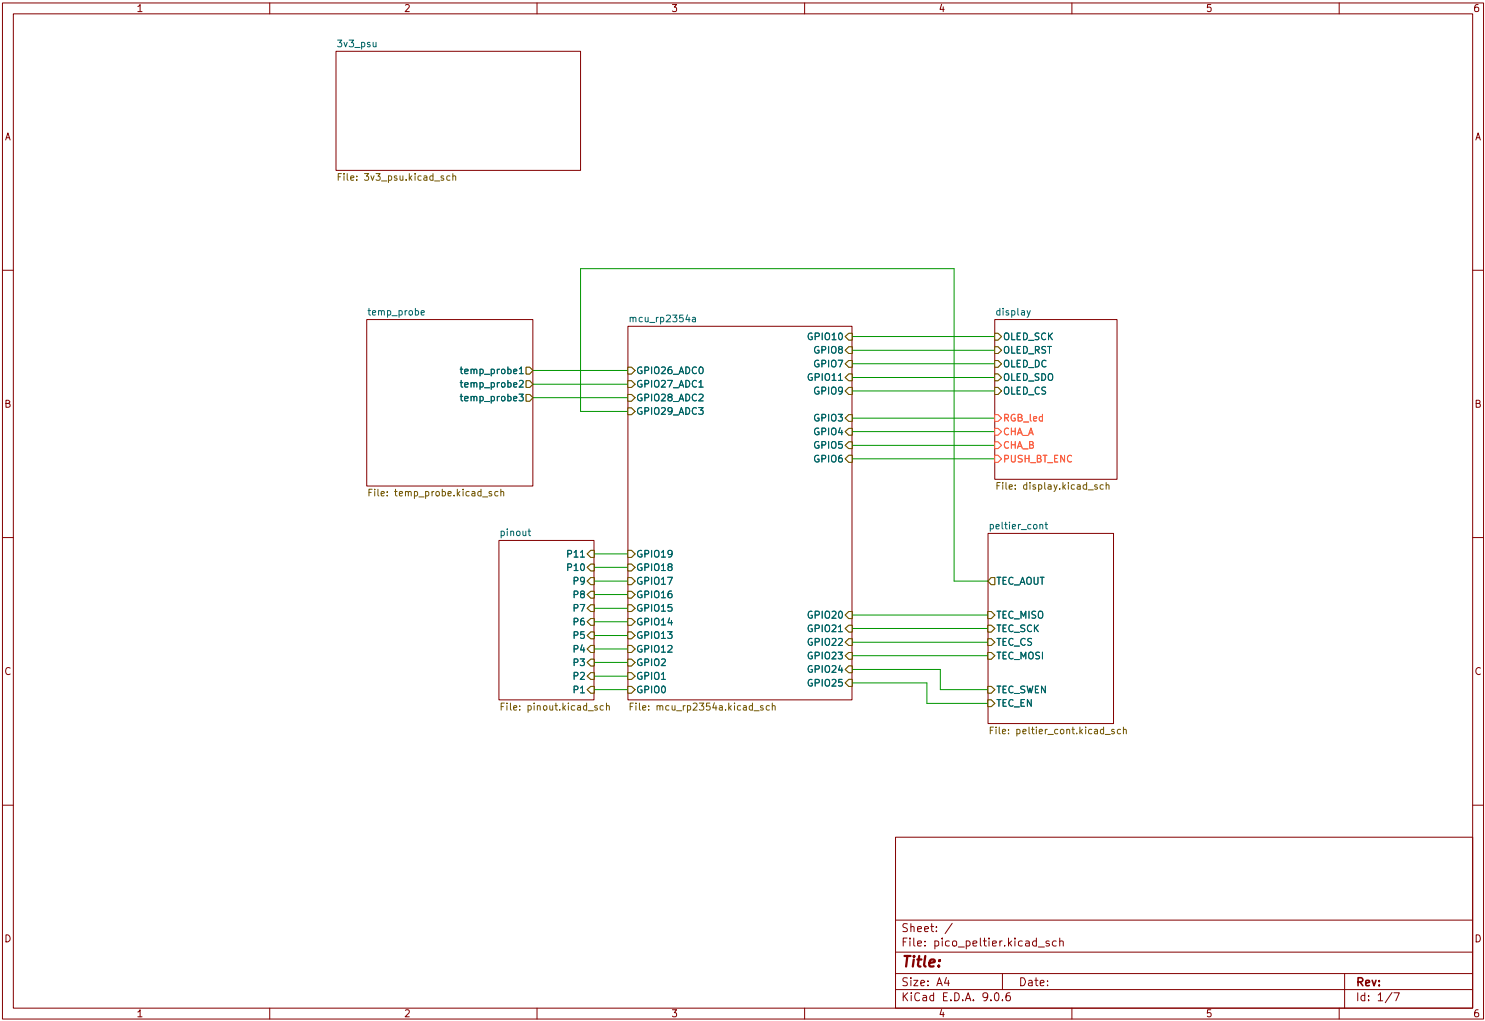 1 2 3 4 5 6
3v3_psu
A A
File: 3v3_psu.kicad_sch
temp_probe
temp_probe1
temp_probe2
temp_probe3
File: temp_probe.kicad_sch
mcu_rp2354a
GPIO26_ADC0
GPIO27_ADC1
GPIO28_ADC2
GPIO29_ADC3
GPIO10
GPIO8
GPIO7
GPIO11
GPIO9
GPIO3
GPIO4
GPIO5
GPIO6
display
OLED_SCK
OLED_RST
OLED_DC
OLED_SDO
OLED_CS
RGB_led
CHA_A
CHA_B
PUSH_BT_ENC
File: display.kicad_sch
B B
pinout
P11
P10
P9
P8
P7
P6
P5
P4
P3
P2
P1
File: pinout.kicad_sch
GPIO19
GPIO18
GPIO17
GPIO16
GPIO15
GPIO14
GPIO13
GPIO12
GPIO2
GPIO1
GPIO0
File: mcu_rp2354a.kicad_sch
GPIO20
GPIO21
GPIO22
GPIO23
GPIO24
GPIO25
peltier_cont
TEC_AOUT
TEC_MISO
TEC_SCK
TEC_CS
TEC_MOSI
TEC_SWEN
TEC_EN
File: peltier_cont.kicad_sch
C C
D D
Sheet: /
File: pico_peltier.kicad_sch
Title:
Size: A4 Date: Rev:
KiCad E.D.A. 9.0.6 Id: 1/7
1 2 3 4 5 6